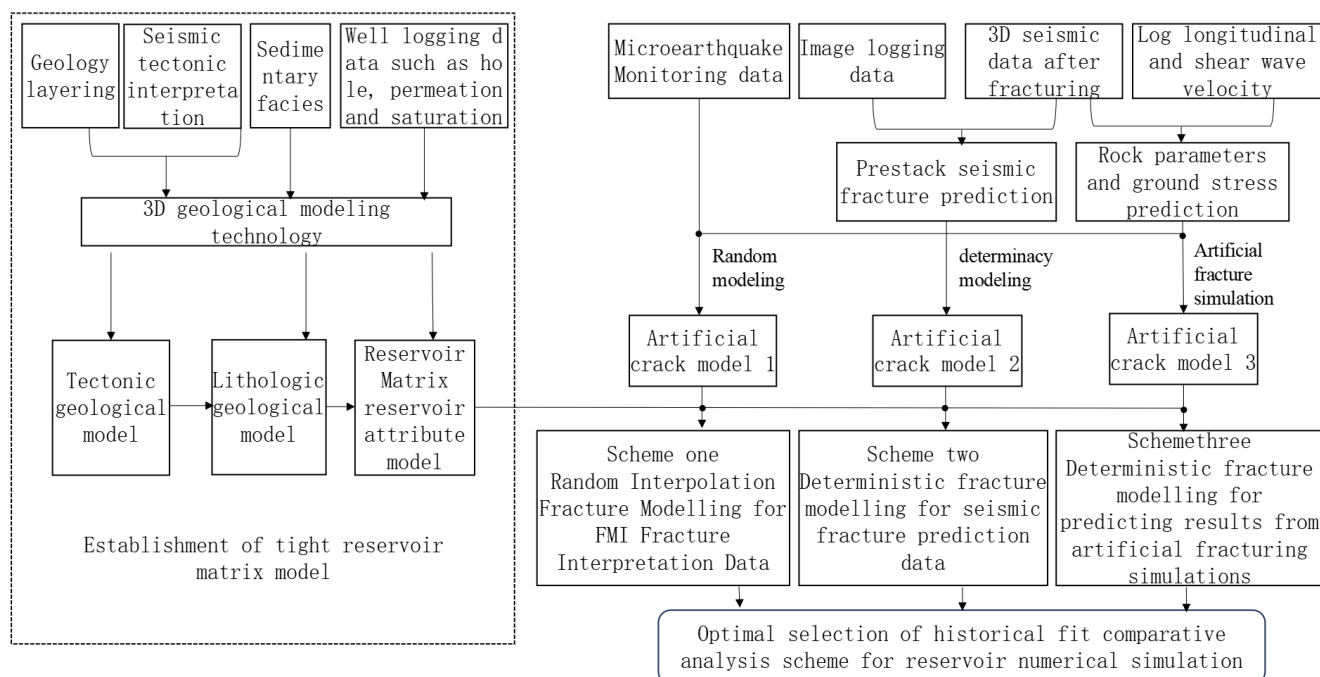 Geology
layering
Seismic
tectonic
interpreta
tion
Sedime
ntary
facies
Well logging d
ata such as ho
le, permeation
and saturation
Microearthquake
Monitoring data
Image logging
data
3D seismic
data after
fracturing
Log longitudinal
and shear wave
velocity
Prestack seismic
fracture prediction
Rock parameters
and ground stress
prediction
3D geological modeling
technology
Random
modeling
determinacy
modeling
Artificial
fracture
simulation
Artificial
crack model 1
Artificial
crack model 2
Artificial
crack model 3
Tectonic
geological
model
Lithologic
geological
model
Reservoir
Matrix
reservoir
attribute
model
Scheme one
Random Interpolation
Fracture Modelling for
FMI Fracture
Interpretation Data
Scheme two
Deterministic fracture
modelling for seismic
fracture prediction
data
Schemethree
Deterministic fracture
modelling for
predicting results from
artificial fracturing
simulations
Establishment of tight reservoir
matrix model
Optimal selection of historical fit comparative
analysis scheme for reservoir numerical simulation